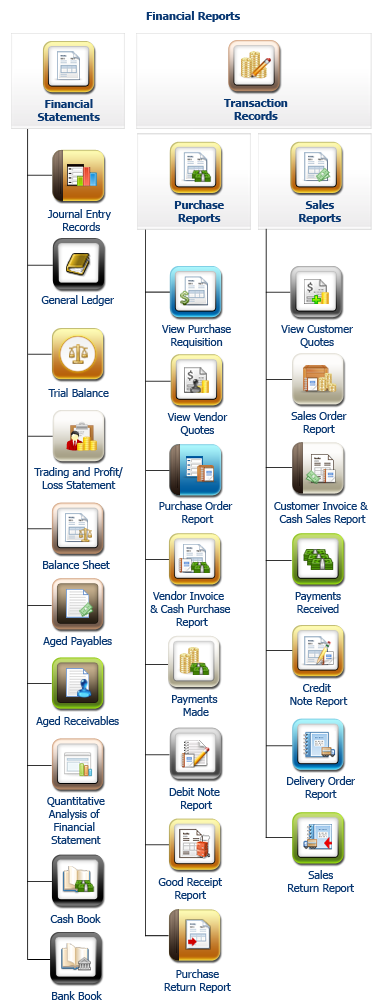 Financial Reports
Financial
Statements
Transaction
Records
Journal Entry
Records
General Ledger
Trial Balance
Trading and Profit/
Loss Statement
Balance Sheet
Aged Payables
Aged Receivables
Quantitative
Analysis of
Financial
Statement
Cash Book
Bank Book
Purchase
Reports
View Purchase
Requisition
View Vendor
Quotes
Purchase Order
Report
Vendor Invoice
& Cash Purchase
Report
Payments
Made
Debit Note
Report
Good Receipt
Report
Purchase
Return Report
Sales
Reports
View Customer
Quotes
Sales Order
Report
Customer Invoice &
Cash Sales Report
Payments
Received
Credit
Note Report
Delivery Order
Report
Sales
Return Report